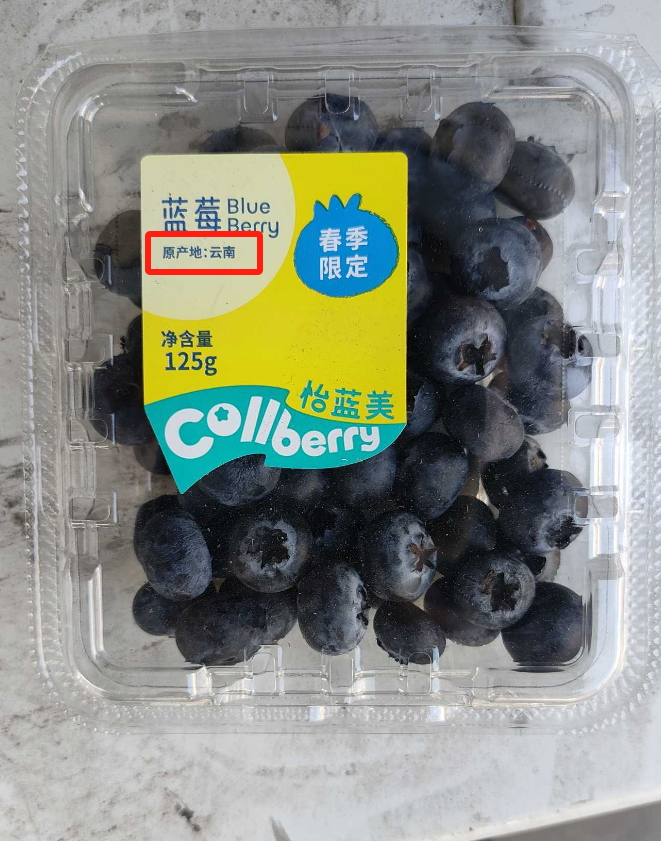 蓝莓 Blue Berry
原产地:云南
春季
限定
净含量
125g
怡蓝美
Collberry